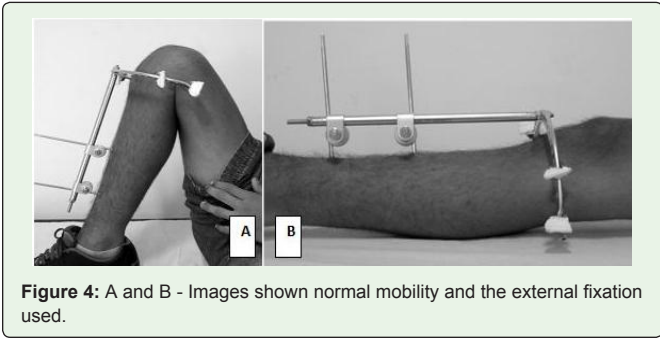 A
B
Figure 4: A and B - Images shown normal mobility and the external fixation
used.